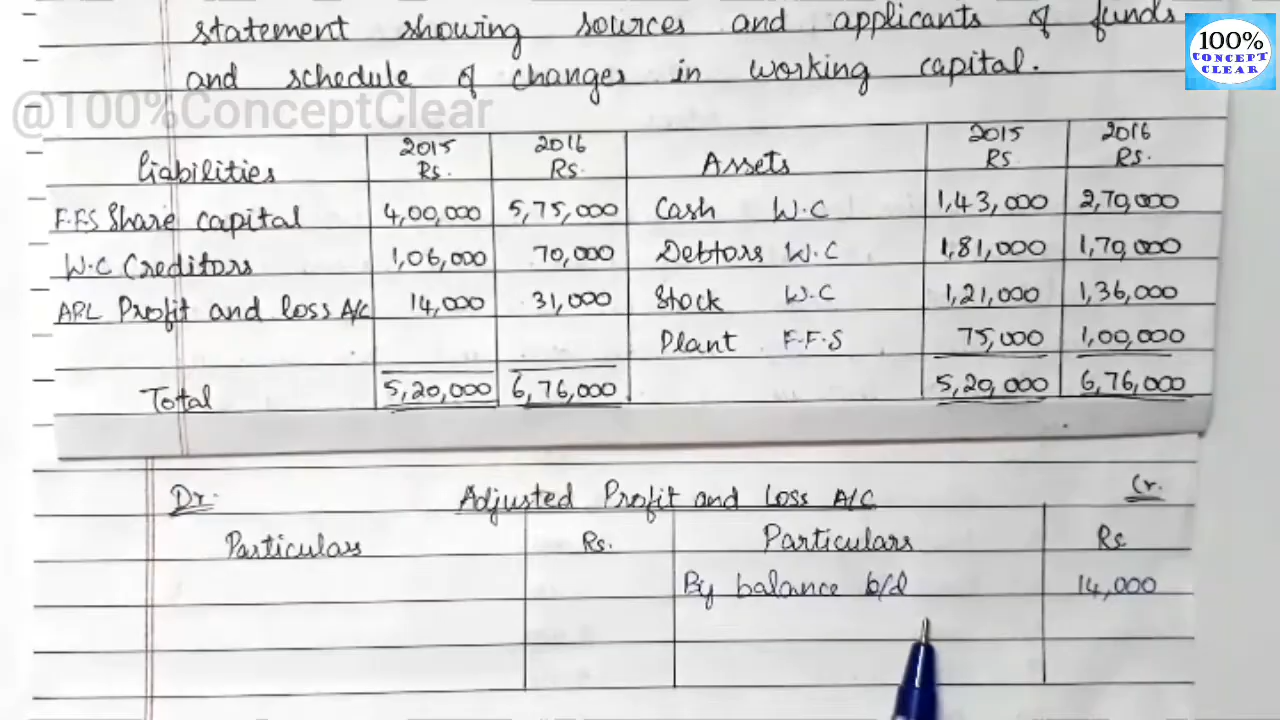 statement showing sources and applicants of funds
and schedule of changes in working capital.
100%
CONCEPT
CLEAR
@100%ConceptClear
Liabilities 2015 Rs. 2016 Rs. Assets 2015 Rs 2016 Rs.
F.F.S Share capital 4,00,000 5,75,000 Cash W.C 1,43,000 2,70,000
W.C Creditors 1,06,000 70,000 Debtors W.C 1,81,000 1,70,000
APL Profit and loss A/C 14,000 31,000 Stock W.C 1,21,000 1,36,000
Plant F.F.S 75,000 1,00,000
Total 5,20,000 6,76,000 5,20,000 6,76,000
Dr. Adjusted Profit and Loss A/C Cr.
Particulars Rs. Particulars Rs
By balance b/d 14,000